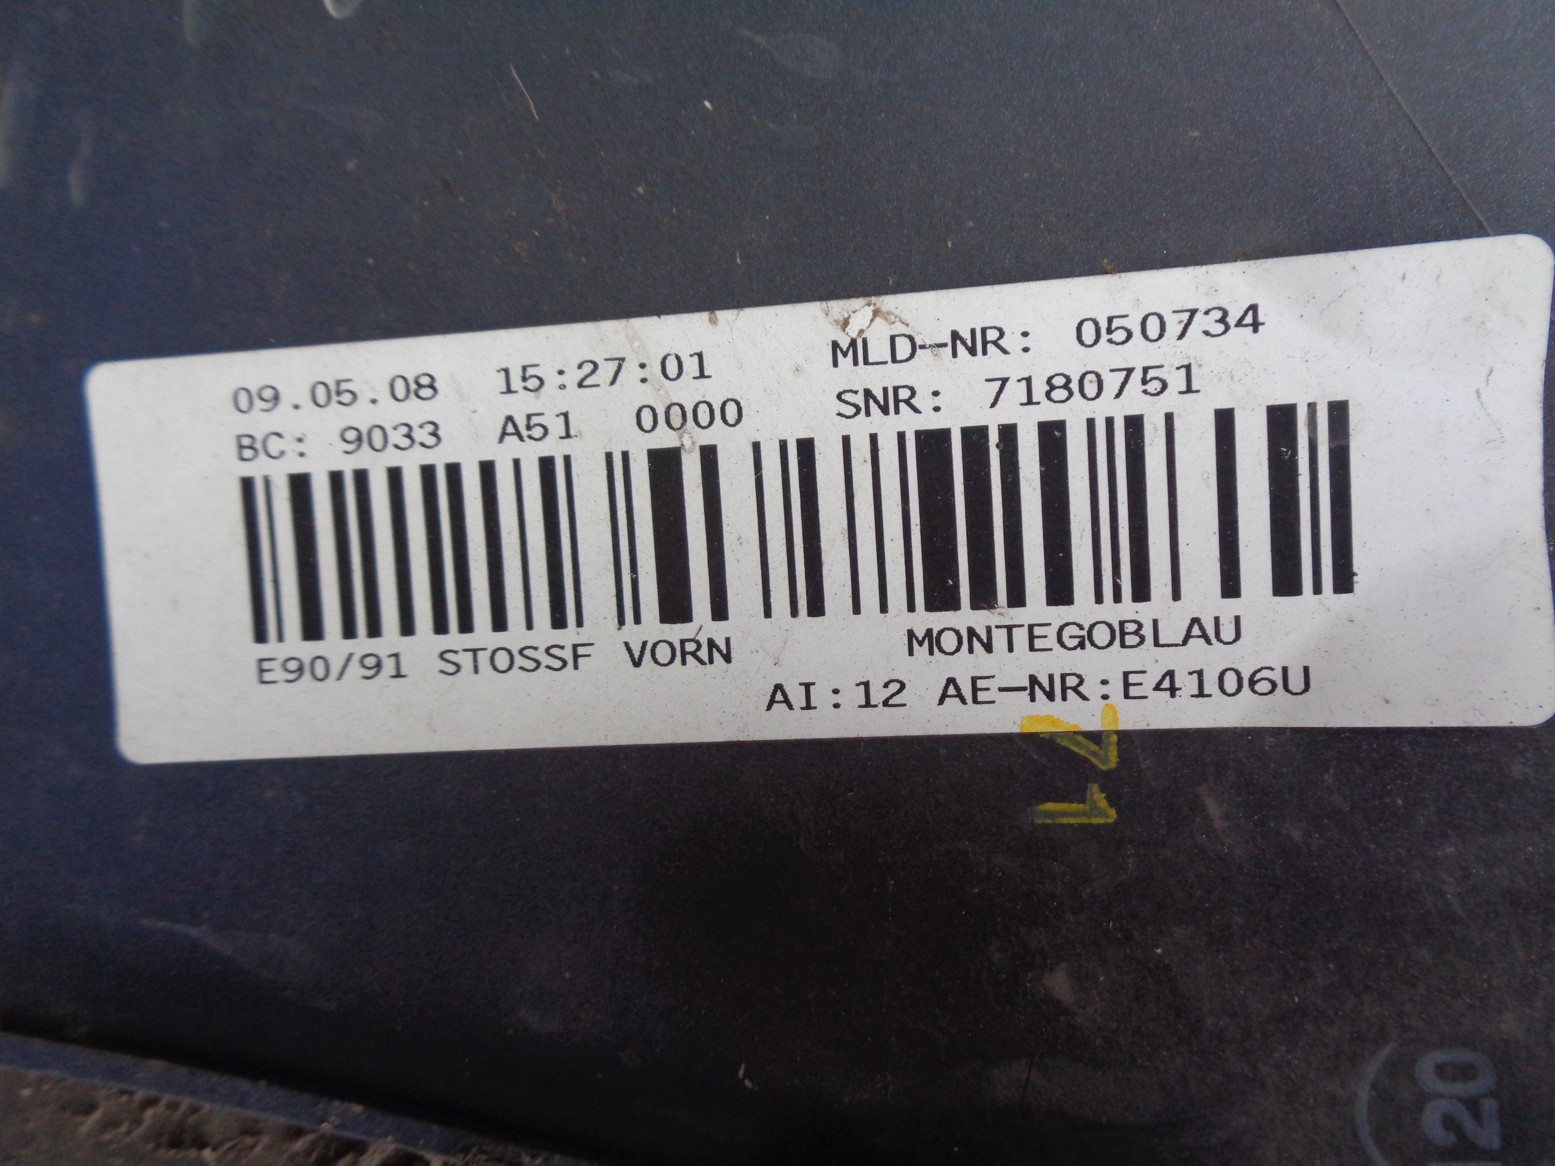 09.05.08 15:27:01 MLD-NR: 050734
BC: 9033 A51 0000 SNR: 7180751
E90/91 STOSSF VORN MONTEGOBLAU
AI:12 AE-NR:E4106U
12
20